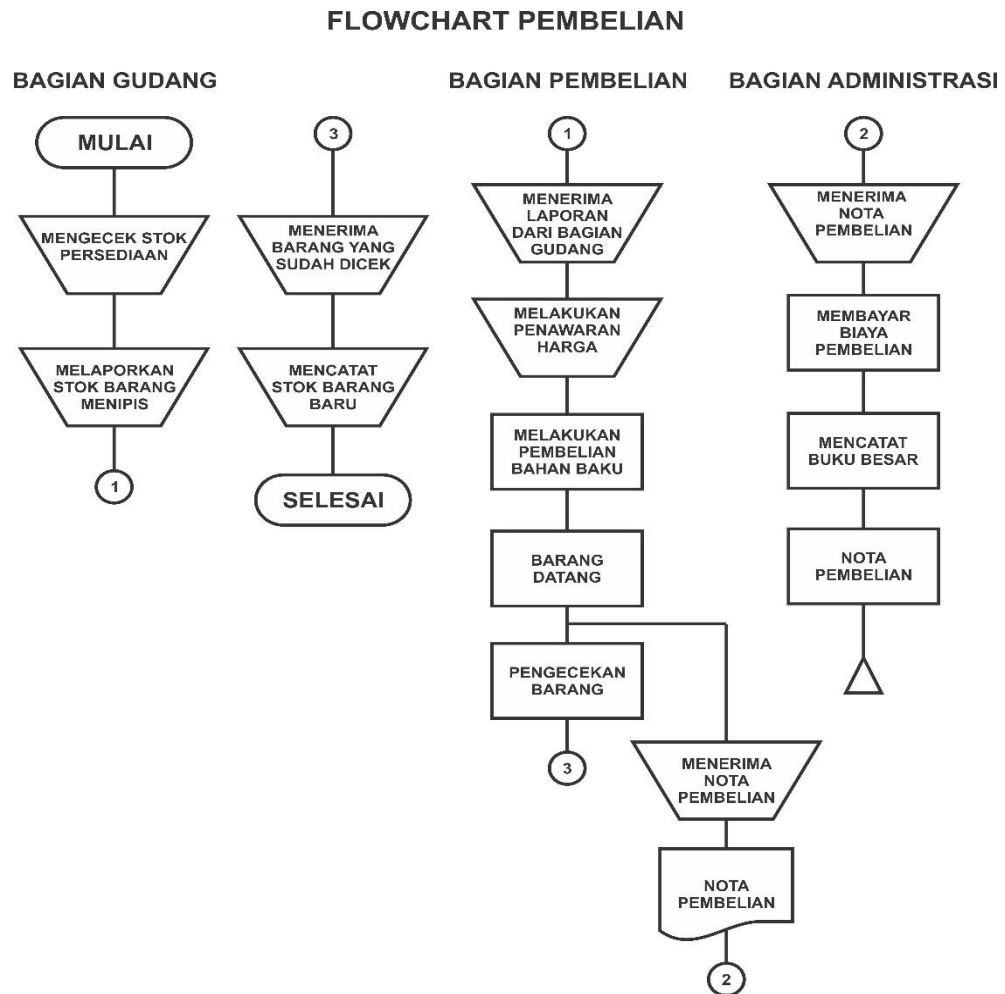 FLOWCHART PEMBELIAN
BAGIAN GUDANG
MULAI
MENGECEK STOK
PERSEDIAAN
MELAPORKAN
STOK BARANG
MENIPIS
1
3
MENERIMA
BARANG YANG
SUDAH DICEK
MENCATAT
STOK BARANG
BARU
SELESAI
BAGIAN PEMBELIAN
1
MENERIMA
LAPORAN
DARI BAGIAN
GUDANG
MELAKUKAN
PENAWARAN
HARGA
MELAKUKAN
PEMBELIAN
BAHAN BAKU
BARANG
DATANG
PENGECEKAN
BARANG
3
MENERIMA
NOTA
PEMBELIAN
NOTA
PEMBELIAN
2
BAGIAN ADMINISTRASI
2
MENERIMA
NOTA
PEMBELIAN
MEMBAYAR
BIAYA
PEMBELIAN
MENCATAT
BUKU BESAR
NOTA
PEMBELIAN